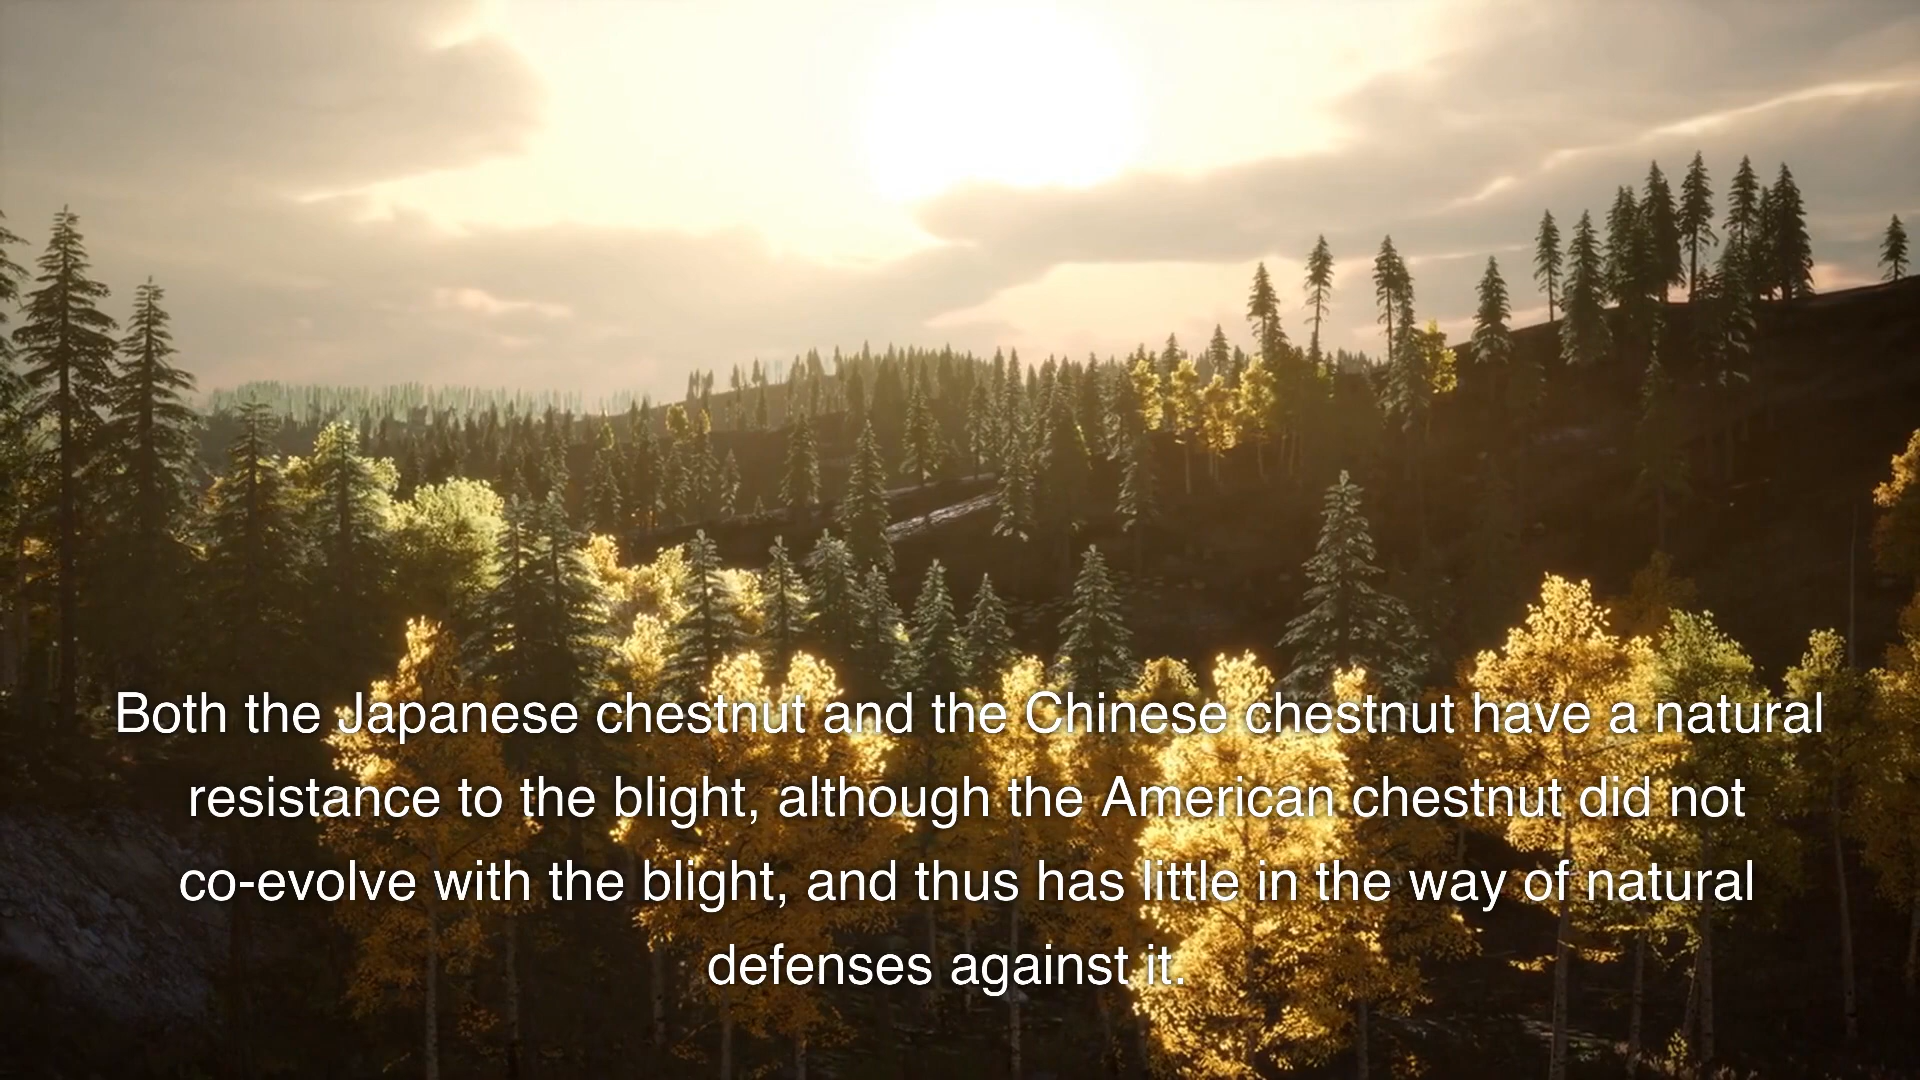 Both the Japanese chestnut and the Chinese chestnut have a natural
resistance to the blight, although the American chestnut did not
co-evolve with the blight, and thus has little in the way of natural
defenses against it.